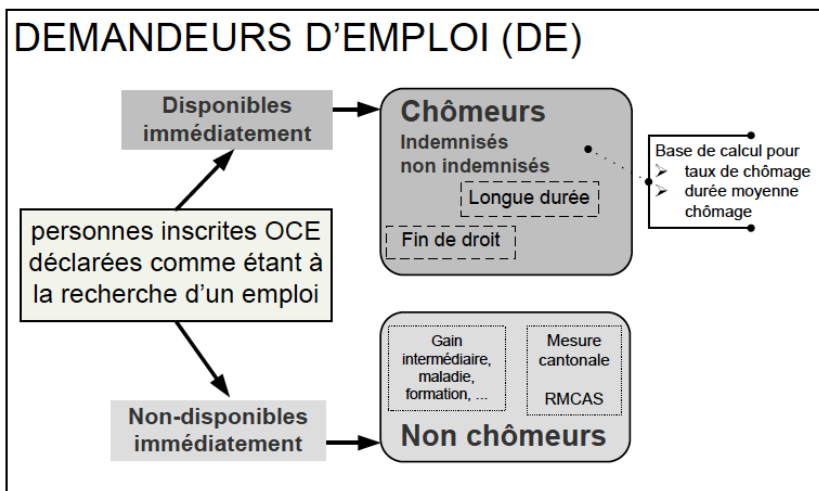 DEMANDEURS D’EMPLOI (DE)
Disponibles
immédiatement
Chômeurs
Indemnisés
non indemnisés
Longue durée
Fin de droit
Base de calcul pour
➢ taux de chômage
➢ durée moyenne
chômage
personnes inscrites OCE
déclarées comme étant à
la recherche d’un emploi
Non-disponibles
immédiatement
Gain
intermédiaire,
maladie,
formation, ...
Mesure
cantonale
RMCAS
Non chômeurs